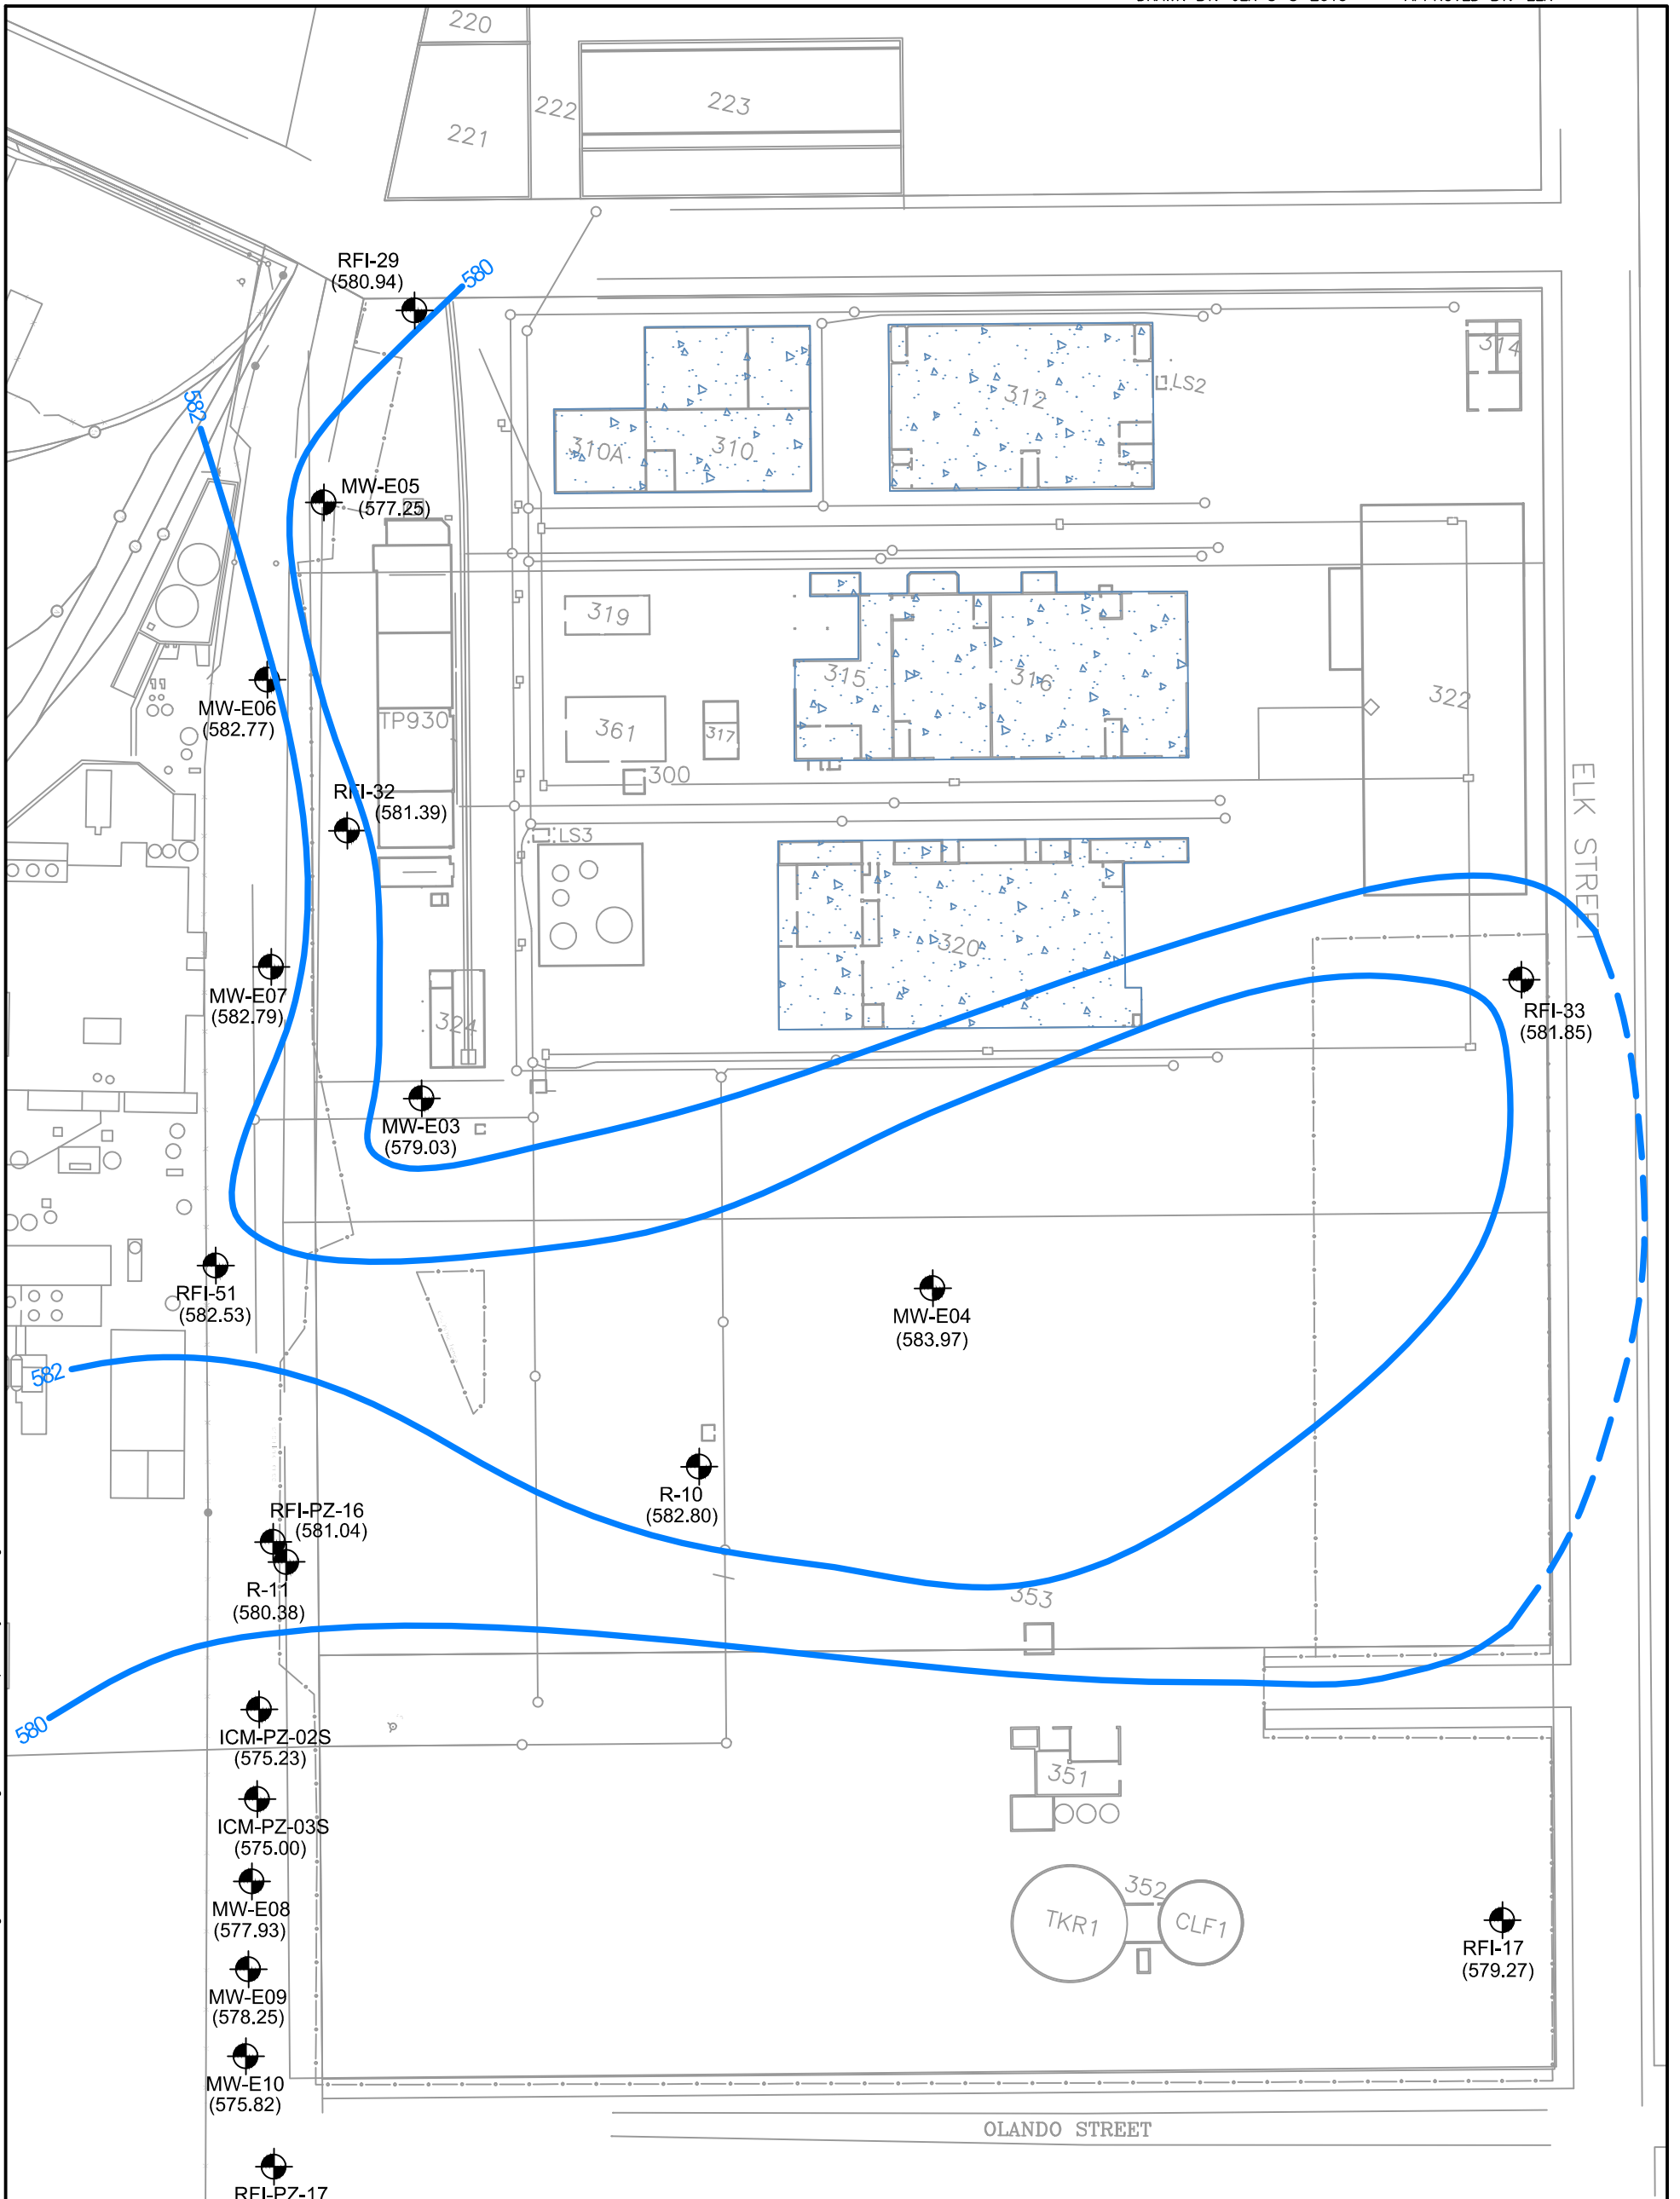 220
221
222
223
RFI-29
(580.94)
580
582
314
312
LS2
310A
310
MW-E05
(577.25)
319
315
316
322
MW-E06
(582.77)
TP930
361
317
300
RFI-32
(581.39)
LS3
ELK STREET
320
MW-E07
(582.79)
324
RFI-33
(581.85)
MW-E03
(579.03)
RFI-51
(582.53)
MW-E04
(583.97)
582
R-10
(582.80)
RFI-PZ-16
(581.04)
R-11
(580.38)
353
580
ICM-PZ-02S
(575.23)
351
ICM-PZ-03S
(575.00)
352
TKR1
CLF1
MW-E08
(577.93)
RFI-17
(579.27)
MW-E09
(578.25)
MW-E10
(575.82)
OLANDO STREET
RFI-PZ-17